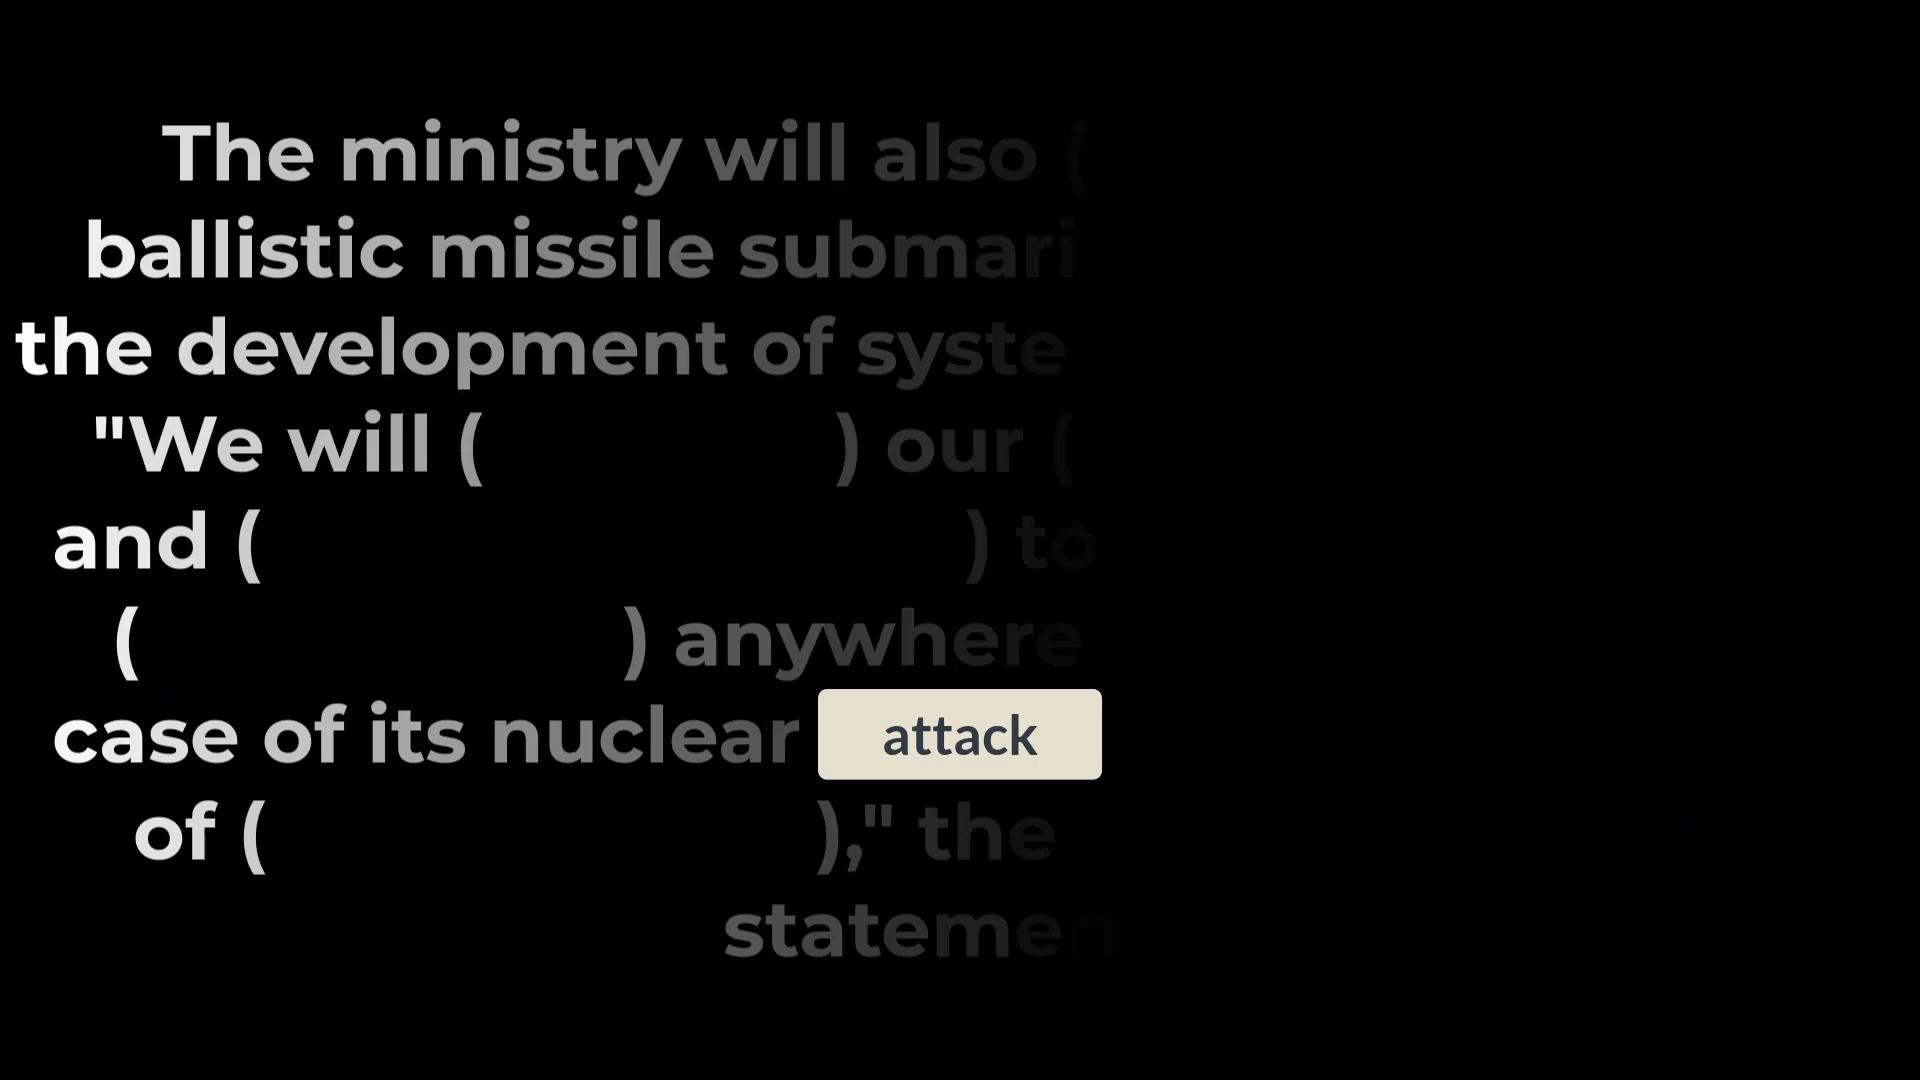 The ministry will also (
ballistic missile submari
the development of syste
"We will ( ) our (
and ( ) to
( ) anywhere
case of its nuclear attack
of ( )," the
statemen